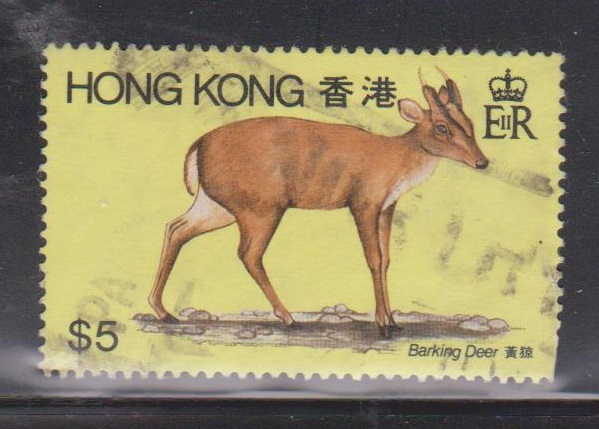 HONG KONG 香港
EIIR
$5
Barking Deer 黃猄